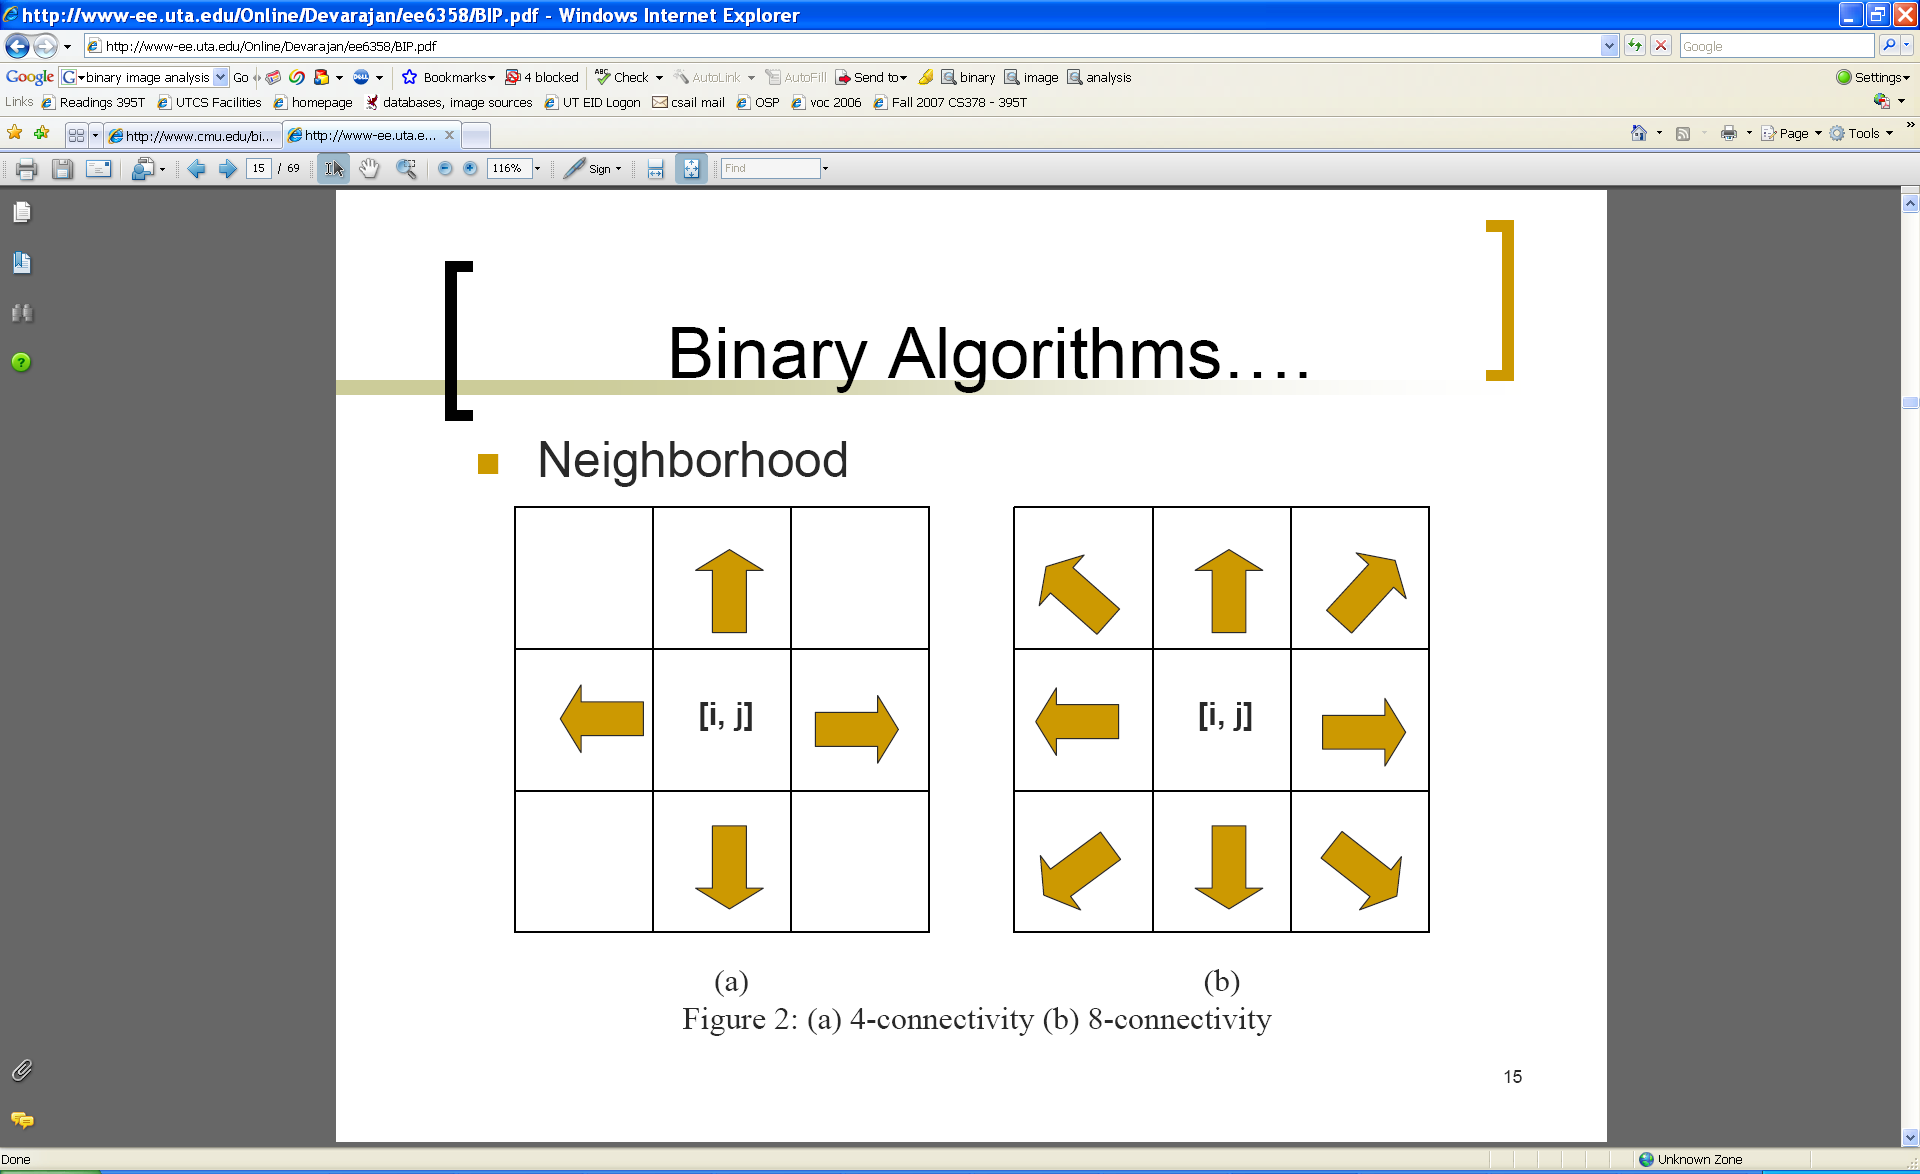 http://www-ee.uta.edu/Online/Devarajan/ee6358/BIP.pdf - Windows Internet Explorer
http://www-ee.uta.edu/Online/Devarajan/ee6358/BIP.pdf
Google
Google G binary image analysis Go Bookmarks 4 blocked ABC Check AutoLink AutoFill Send to binary image analysis Settings
Links Readings 395T UTCS Facilities homepage databases, image sources UT EID Logon csail mail OSP voc 2006 Fall 2007 CS378 - 395T
http://www.cmu.edu/bi... http://www-ee.uta.e... Page Tools »
15 / 69 116% Sign Find
Binary Algorithms....
Neighborhood
[i, j] [i, j]
(a) (b)
Figure 2: (a) 4-connectivity (b) 8-connectivity
15
Done Unknown Zone